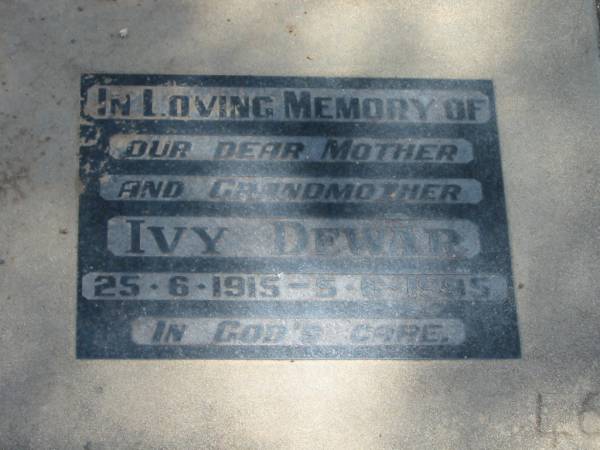 IN LOVING MEMORY OF
OUR DEAR MOTHER
AND GRANDMOTHER
IVY DEWAR
25·6·1915 –
IN GOD'S CARE.